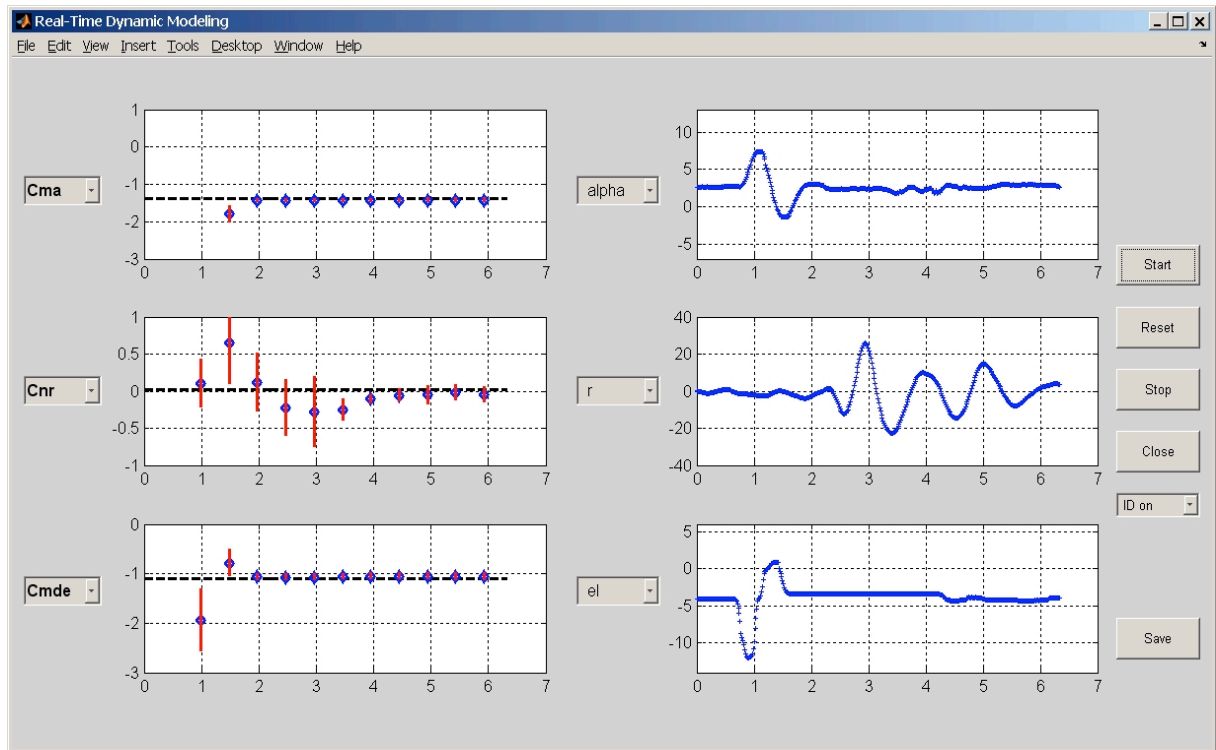 Real-Time Dynamic Modeling
File Edit View Insert Tools Desktop Window Help
Cma
1
0
-1
-2
-3
0 1 2 3 4 5 6 7
alpha
10
5
0
-5
0 1 2 3 4 5 6 7
Cnr
1
0.5
0
-0.5
-1
0 1 2 3 4 5 6 7
r
40
20
0
-20
-40
0 1 2 3 4 5 6 7
Cmde
0
-1
-2
-3
0 1 2 3 4 5 6 7
el
5
0
-5
-10
0 1 2 3 4 5 6 7
Start
Reset
Stop
Close
ID on
Save